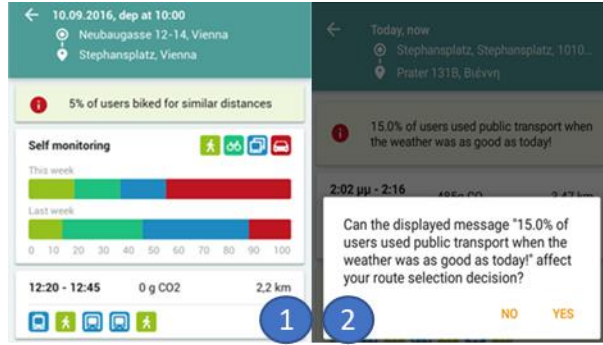 10.09.2016, dep at 10:00
Neubaugasse 12-14, Vienna
Stephansplatz, Vienna
5% of users biked for similar distances
Self monitoring
This week
Last week
0 10 20 30 40 50 60 70 80 90 100
12:20 - 12:45 0 g CO2 2,2 km
1
Today, now
Stephansplatz, Stephansplatz, 1010...
Prater 131B, Βιέννη
15.0% of users used public transport when
the weather was as good as today!
2:02 μμ - 2:16
485g CO 3,47 km
Can the displayed message "15.0% of
users used public transport when the
weather was as good as today!" affect
your route selection decision?
NO YES
2